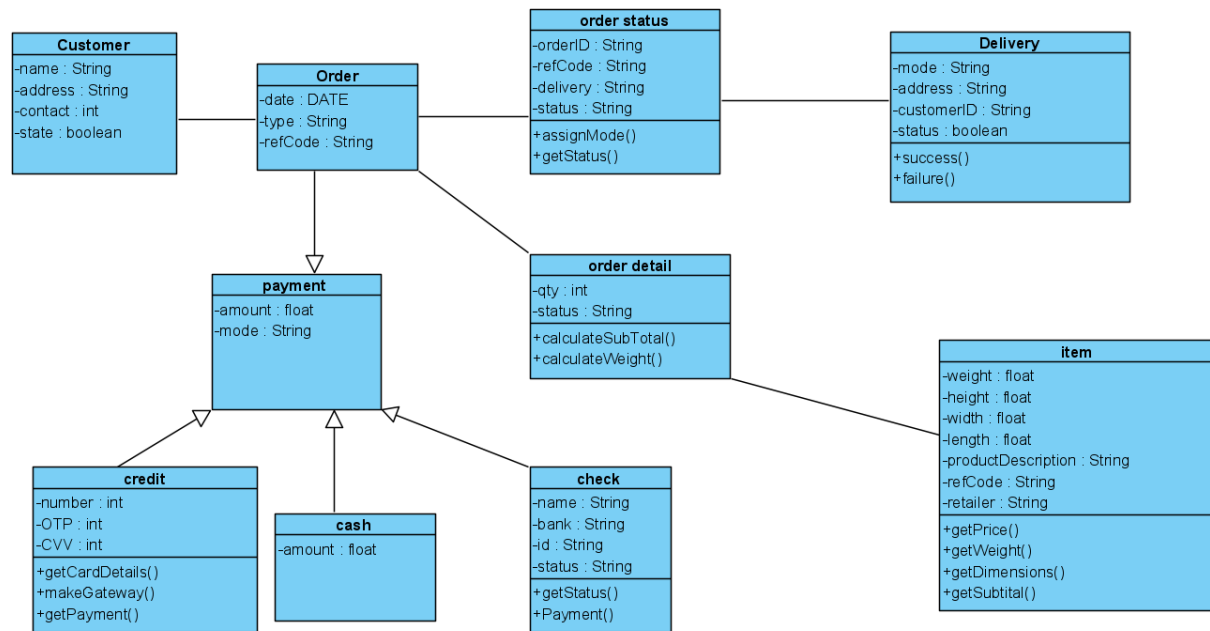 Customer
-name : String
-address : String
-contact : int
-state : boolean
Order
-date : DATE
-type : String
-refCode : String
order status
-orderID : String
-refCode : String
-delivery : String
-status : String
+assignMode()
+getStatus()
Delivery
-mode : String
-address : String
-customerID : String
-status : boolean
+success()
+failure()
payment
-amount : float
-mode : String
order detail
-qty : int
-status : String
+calculateSubTotal()
+calculateWeight()
item
-weight : float
-height : float
-width : float
-length : float
-productDescription : String
-refCode : String
-retailer : String
+getPrice()
+getWeight()
+getDimensions()
+getSubtital()
credit
-number : int
-OTP : int
-CVV : int
+getCardDetails()
+makeGateway()
+getPayment()
cash
-amount : float
check
-name : String
-bank : String
-id : String
-status : String
+getStatus()
+Payment()